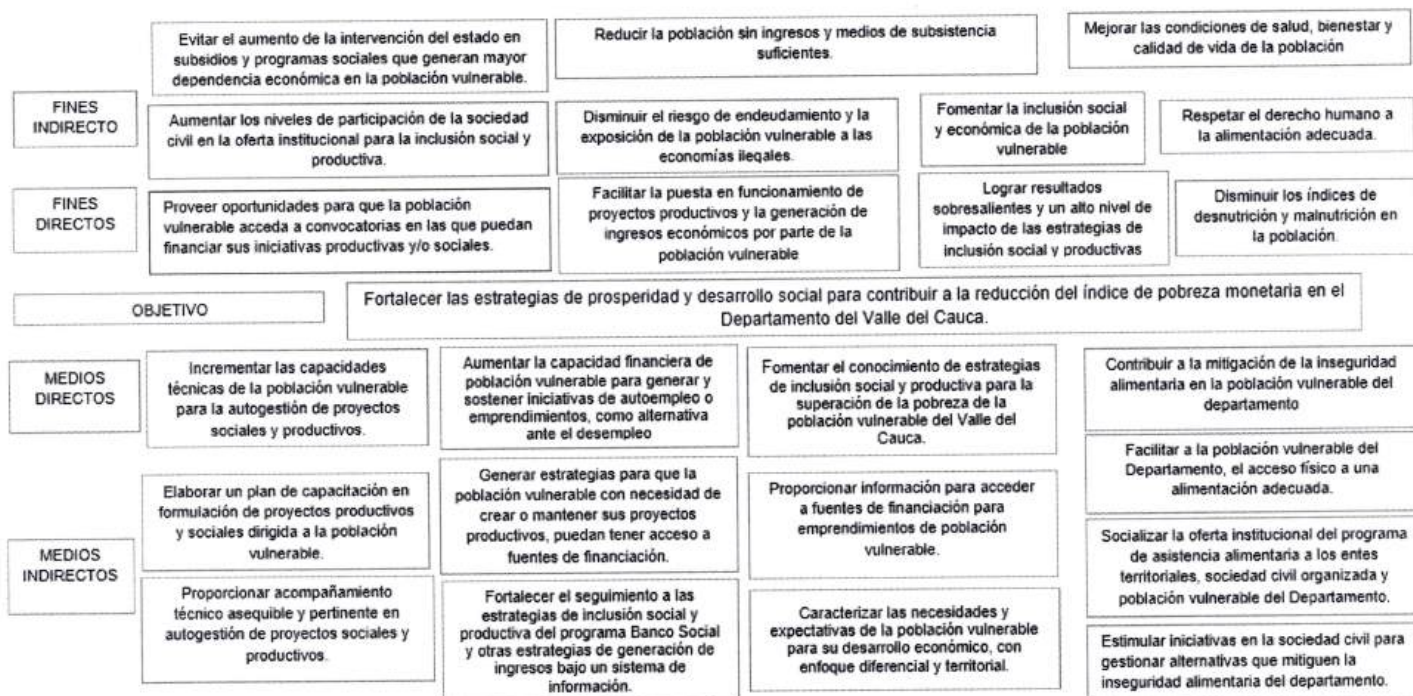 Evitar el aumento de la intervención del estado en
subsidios y programas sociales que generan mayor
dependencia económica en la población vulnerable.
Reducir la población sin ingresos y medios de subsistencia
suficientes.
Mejorar las condiciones de salud, bienestar y
calidad de vida de la población
FINES
INDIRECTO
Aumentar los niveles de participación de la sociedad
civil en la oferta institucional para la inclusión social y
productiva.
Disminuir el riesgo de endeudamiento y la
exposición de la población vulnerable a las
economías ilegales.
Fomentar la inclusión social
y económica de la población
vulnerable
Respetar el derecho humano a
la alimentación adecuada.
FINES
DIRECTOS
Proveer oportunidades para que la población
vulnerable acceda a convocatorias en las que puedan
financiar sus iniciativas productivas y/o sociales.
Facilitar la puesta en funcionamiento de
proyectos productivos y la generación de
ingresos económicos por parte de la
población vulnerable
Lograr resultados
sobresalientes y un alto nivel de
impacto de las estrategias de
inclusión social y productivas
Disminuir los índices de
desnutrición y malnutrición en
la población.
OBJETIVO
Fortalecer las estrategias de prosperidad y desarrollo social para contribuir a la reducción del índice de pobreza monetaria en el
Departamento del Valle del Cauca.
MEDIOS
DIRECTOS
Incrementar las capacidades
técnicas de la población vulnerable
para la autogestión de proyectos
sociales y productivos.
Aumentar la capacidad financiera de
población vulnerable para generar y
sostener iniciativas de autoempleo o
emprendimientos, como alternativa
ante el desempleo
Fomentar el conocimiento de estrategias
de inclusión social y productiva para la
superación de la pobreza de la
población vulnerable del Valle del
Cauca.
Contribuir a la mitigación de la inseguridad
alimentaria en la población vulnerable del
departamento
MEDIOS
INDIRECTOS
Elaborar un plan de capacitación en
formulación de proyectos productivos
y sociales dirigida a la población
vulnerable.
Generar estrategias para que la
población vulnerable con necesidad de
crear o mantener sus proyectos
productivos, puedan tener acceso a
fuentes de financiación.
Proporcionar información para acceder
a fuentes de financiación para
emprendimientos de población
vulnerable.
Facilitar a la población vulnerable del
Departamento, el acceso físico a una
alimentación adecuada.
Socializar la oferta institucional del programa
de asistencia alimentaria a los entes
territoriales, sociedad civil organizada y
población vulnerable del Departamento.
Proporcionar acompañamiento
técnico asequible y pertinente en
autogestión de proyectos sociales y
productivos.
Fortalecer el seguimiento a las
estrategias de inclusión social y
productiva del programa Banco Social
y otras estrategias de generación de
ingresos bajo un sistema de
información.
Caracterizar las necesidades y
expectativas de la población vulnerable
para su desarrollo económico, con
enfoque diferencial y territorial.
Estimular iniciativas en la sociedad civil para
gestionar alternativas que mitiguen la
inseguridad alimentaria del departamento.